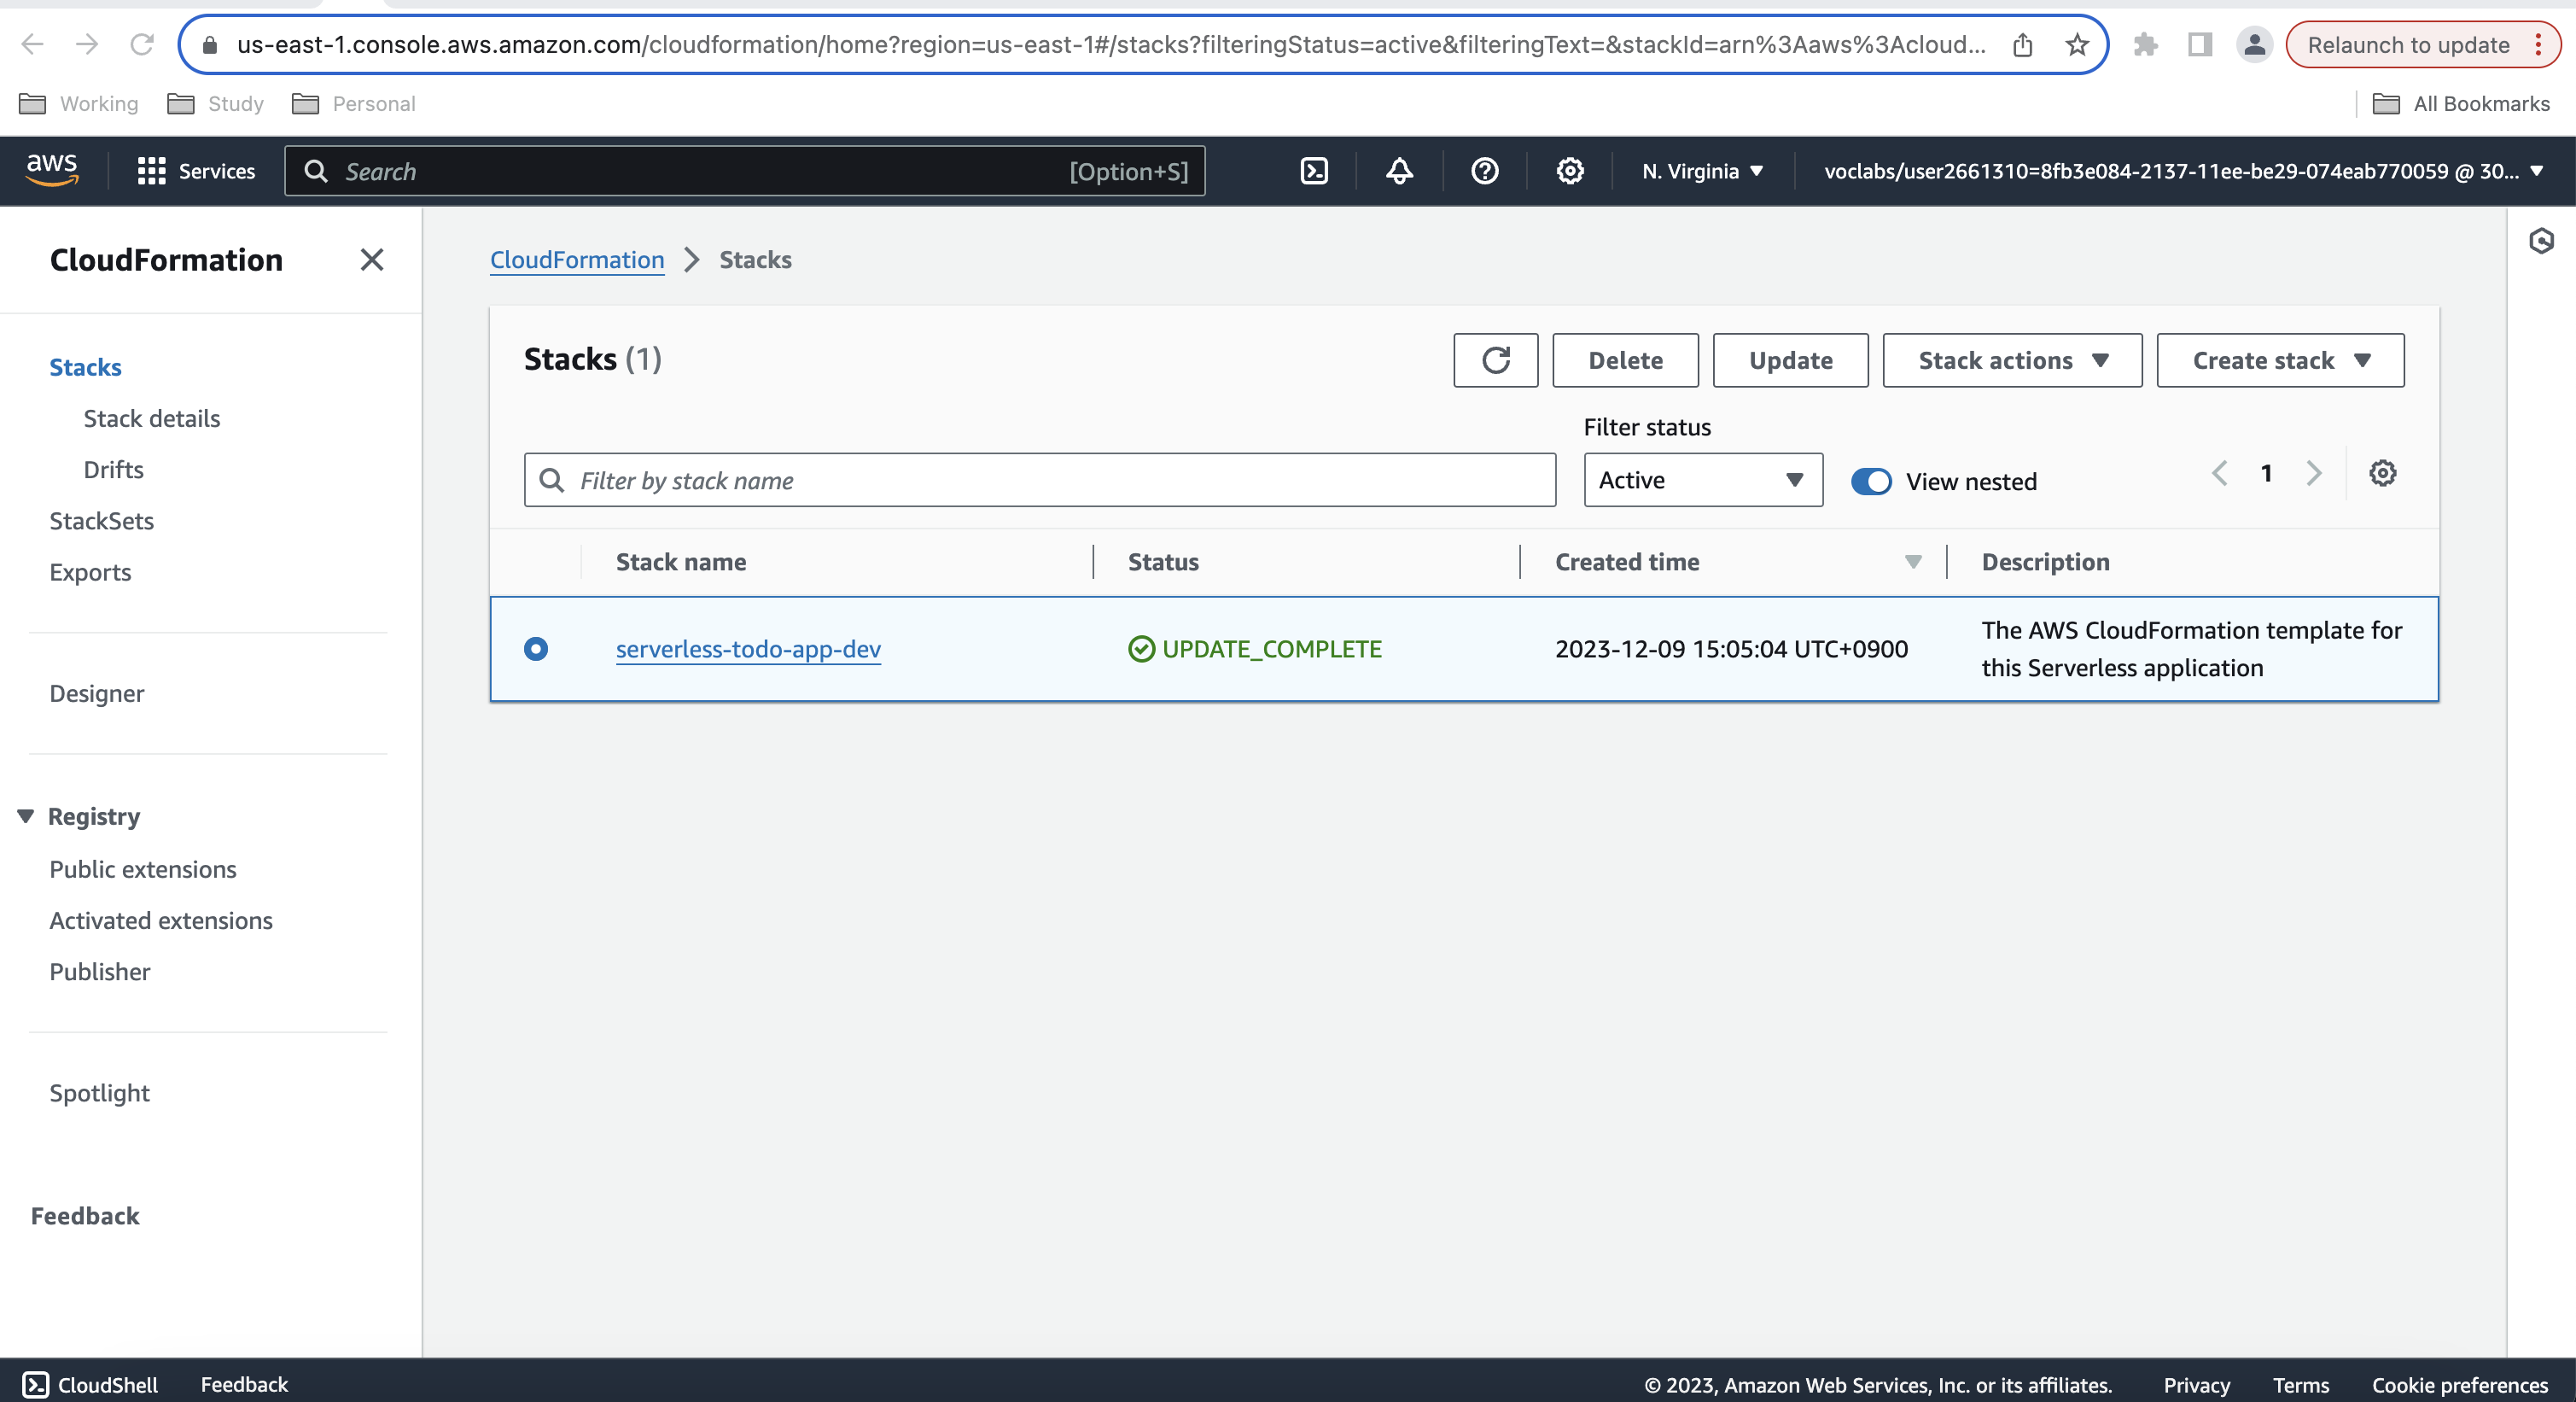 us-east-1.console.aws.amazon.com/cloudformation/home?region=us-east-1#/stacks?filteringStatus=active&filteringText=&stackId=arn%3Aaws%3Acloud...
Relaunch to update
Working
Study
Personal
All Bookmarks
aws
Services
Search
[Option+S]
N. Virginia
voclabs/user2661310=8fb3e084-2137-11ee-be29-074eab770059 @ 30...
CloudFormation
Stacks
Stack details
Drifts
StackSets
Exports
Designer
Registry
Public extensions
Activated extensions
Publisher
Spotlight
Feedback
CloudFormation
Stacks
Stacks (1)
Delete
Update
Stack actions
Create stack
Filter by stack name
Filter status
Active
View nested
1
Stack name
Status
Created time
Description
serverless-todo-app-dev
UPDATE_COMPLETE
2023-12-09 15:05:04 UTC+0900
The AWS CloudFormation template for
this Serverless application
CloudShell
Feedback
© 2023, Amazon Web Services, Inc. or its affiliates.
Privacy
Terms
Cookie preferences